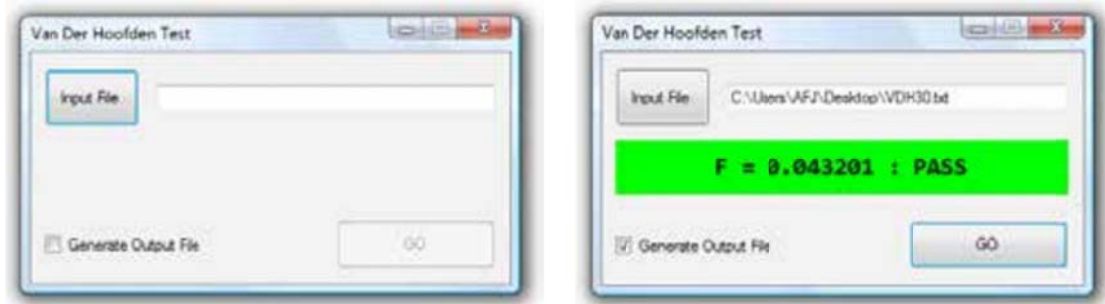 Van Der Hoofden Test
Input File
Generate Output File
GO
Van Der Hoofden Test
Input File
C:\Users\AFJ\Desktop\VDH30.txt
F = 0.043201 : PASS
Generate Output File
GO